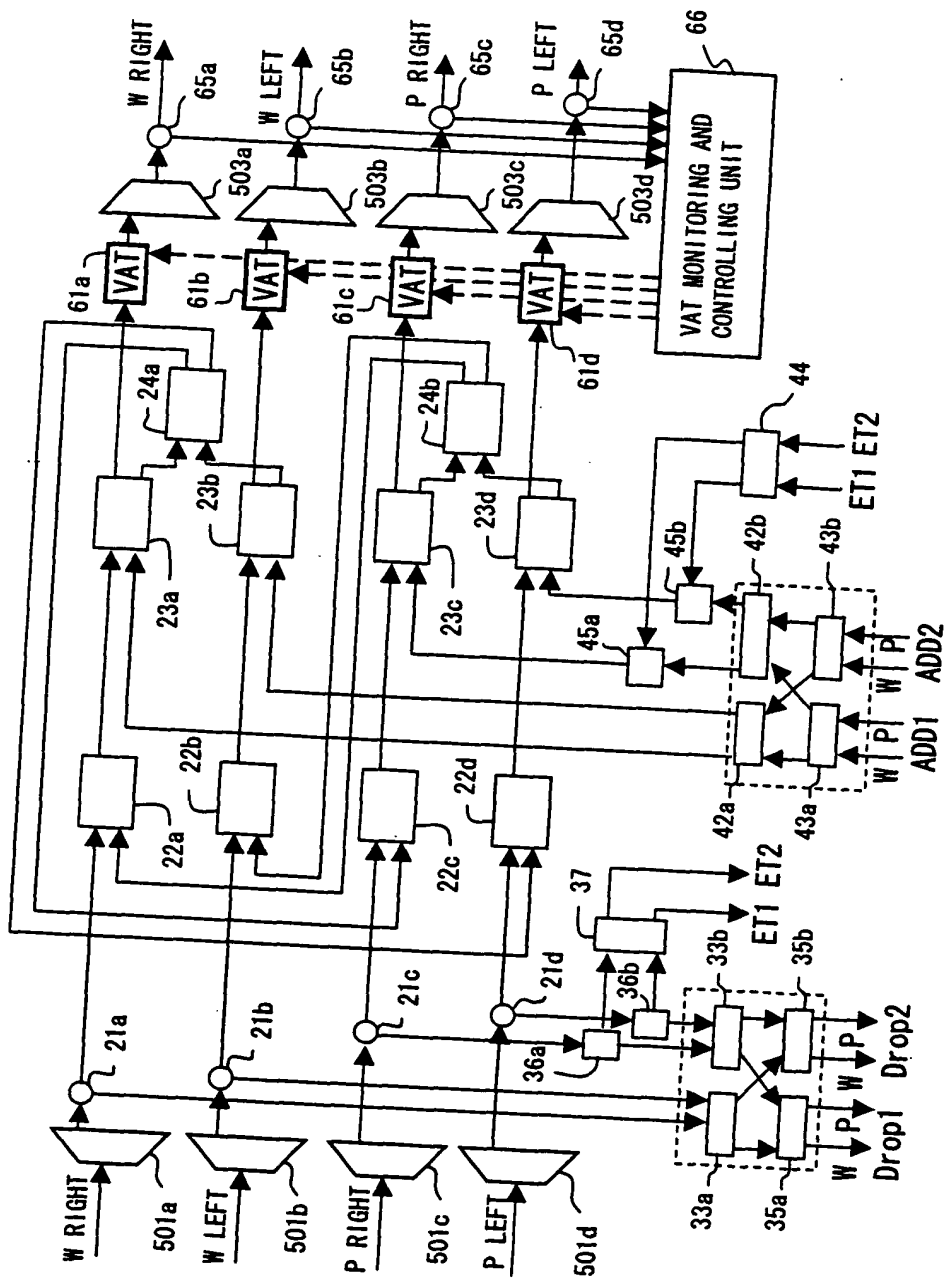 W RIGHT
501a
W LEFT
501b
P RIGHT
501c
P LEFT
501d
21a
21b
21c
21d
22a
22b
22c
22d
23a
23b
23c
23d
24a
24b
61a
VAT
61b
VAT
61c
VAT
61d
VAT
503a
503b
503c
503d
W RIGHT
65a
W LEFT
65b
P RIGHT
65c
P LEFT
65d
66
VAT MONITORING AND
CONTROLLING UNIT
36a
36b
37
ET1 ET2
33a
33b
35a
35b
W P W P
Drop1 Drop2
45a
45b
44
ET1 ET2
42a
42b
43a
43b
W P W P
ADD1 ADD2